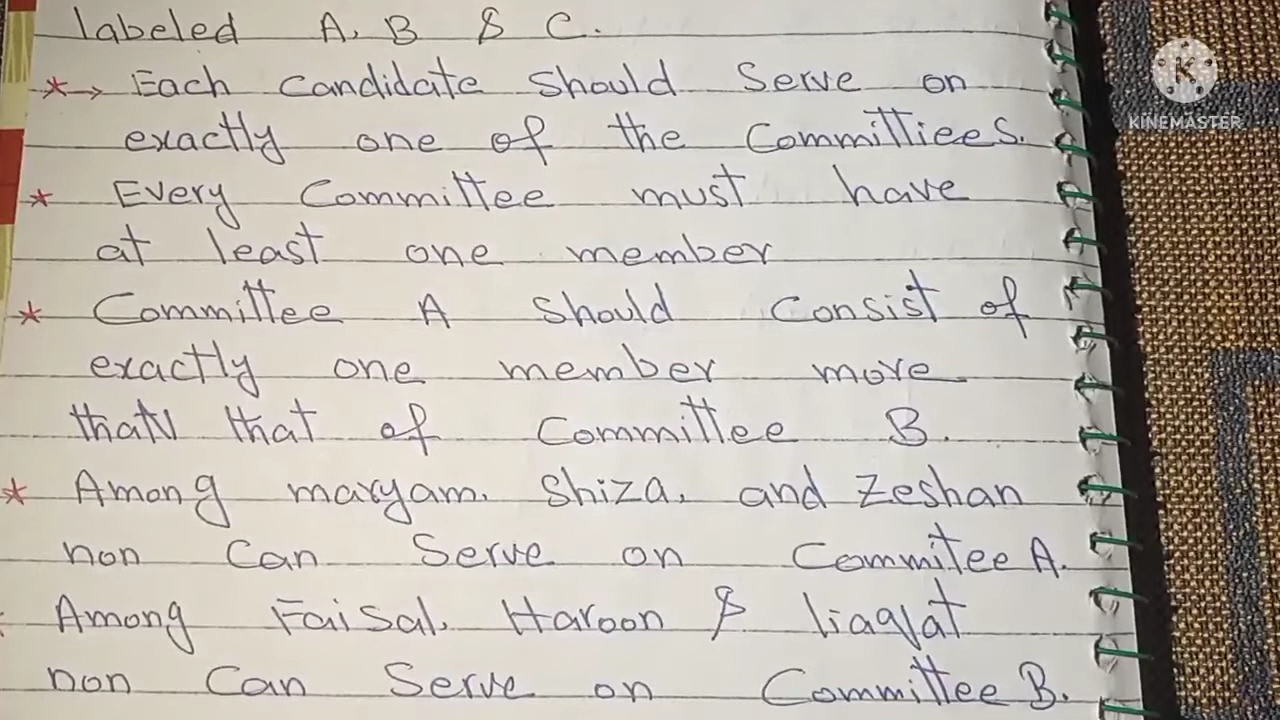 labeled A, B & C.
*→ Each candidate should serve on
exactly one of the committiees.
* Every committee must have
at least one member
* Committee A should consist of
exactly one member more
than that of committee B.
* Among maryam, Shiza, and Zeshan
non can serve on commitee A.
Among Faisal, Haroon & liaqat
non can serve on committee B.
K
KINEMASTER